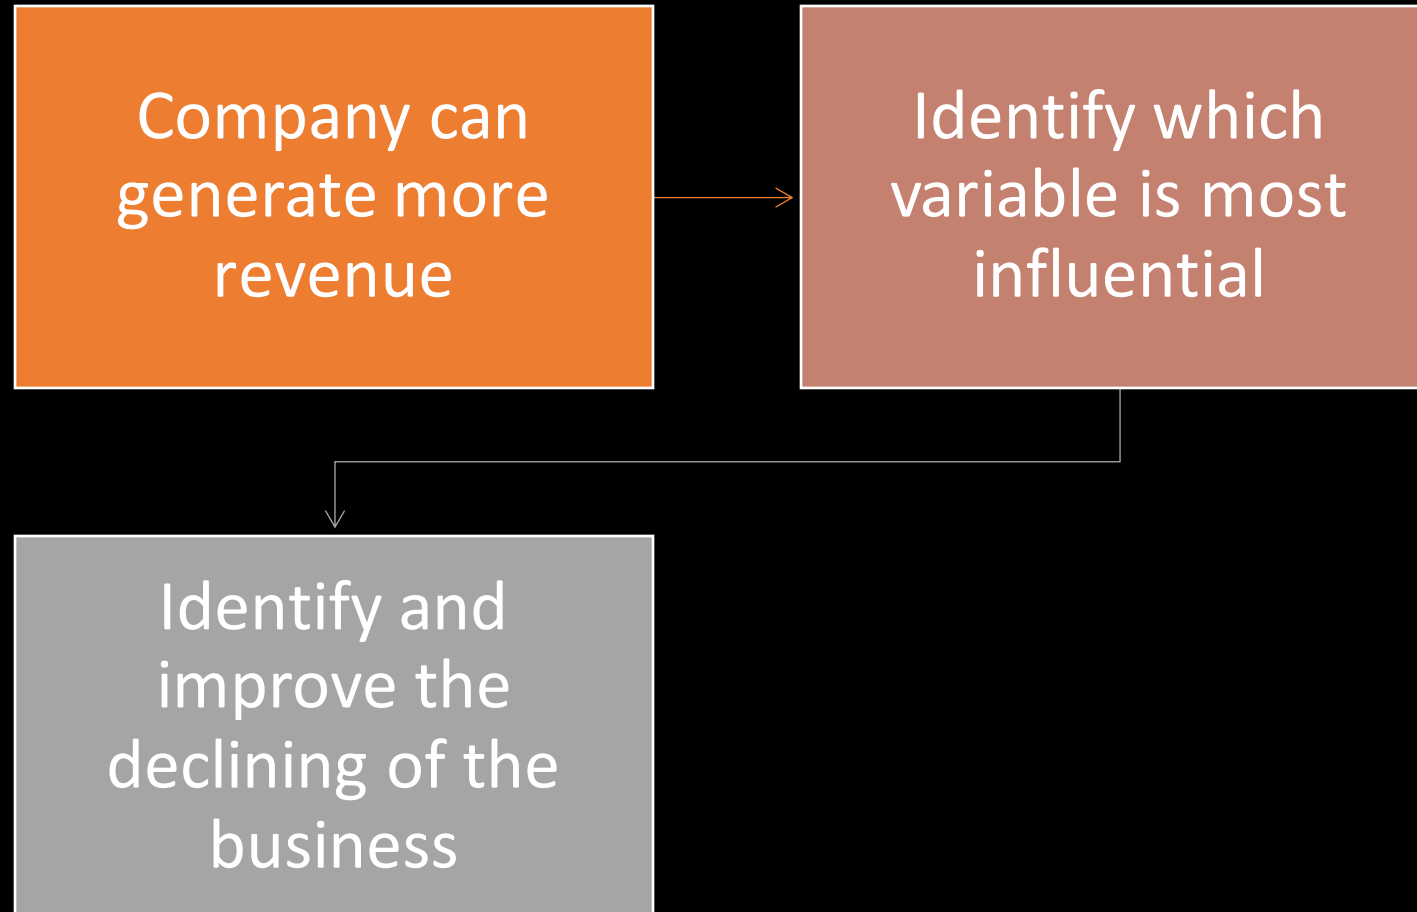 Company can
generate more
revenue
Identify which
variable is most
influential
Identify and
improve the
declining of the
business